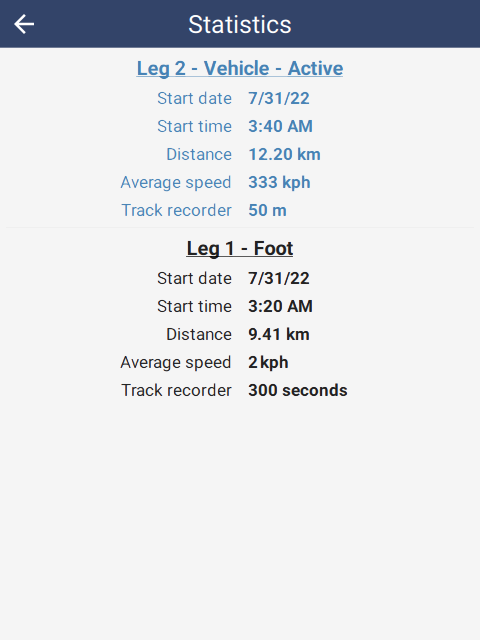 Statistics
Leg 2 - Vehicle - Active
Start date 7/31/22
Start time 3:40 AM
Distance 12.20 km
Average speed 333 kph
Track recorder 50 m
Leg 1 - Foot
Start date 7/31/22
Start time 3:20 AM
Distance 9.41 km
Average speed 2 kph
Track recorder 300 seconds